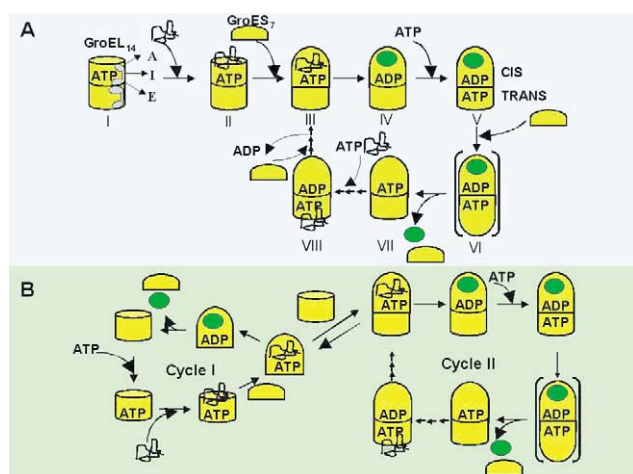 A
GroEL14
GroES7
ATP
A
ATP
I
E
ATP
ATP
ADP
CIS
ADP
ATP
TRANS
I
II
III
IV
V
ADP
ATP
ADP
ADP
ATP
ATP
ATR
VIII
VII
VI
B
ATP
ATP
ADP
ADP
ADP
ATP
ATP
ATP
Cycle I
Cycle II
ATP
ATP
ADP
ATP
ADP
ATR
ATP